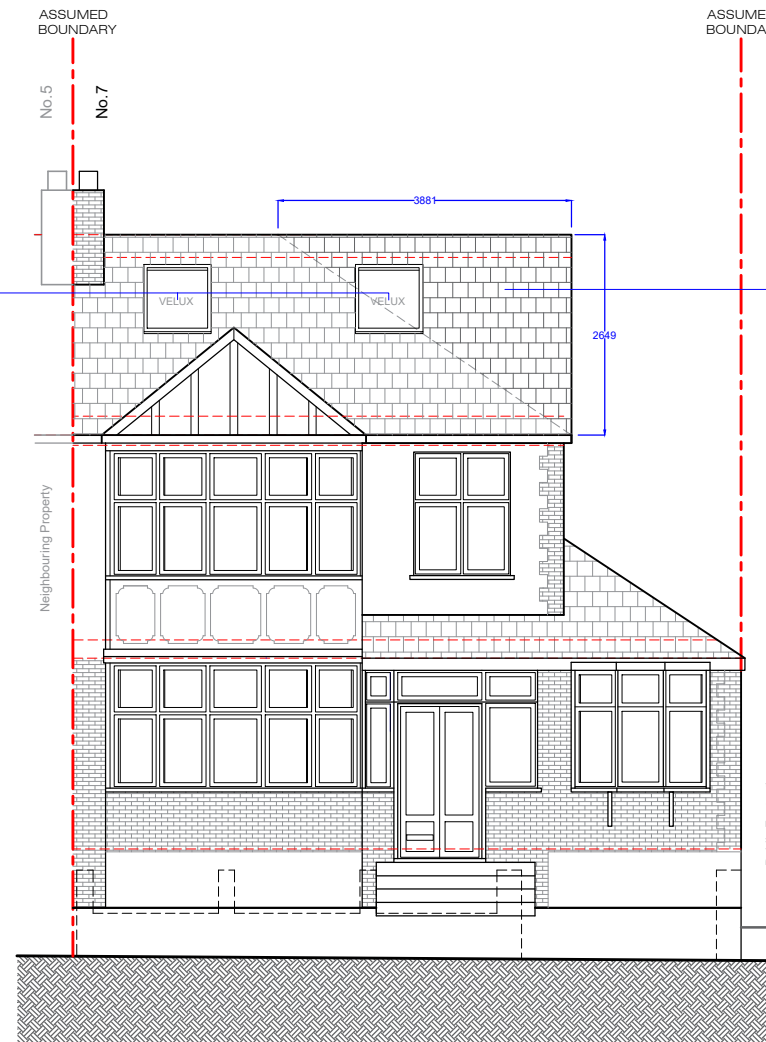 ASSUMED
BOUNDARY
ASSUME
BOUNDA
No.5
No.7
3881
VELUX
VELUX
2649
Neighbouring Property